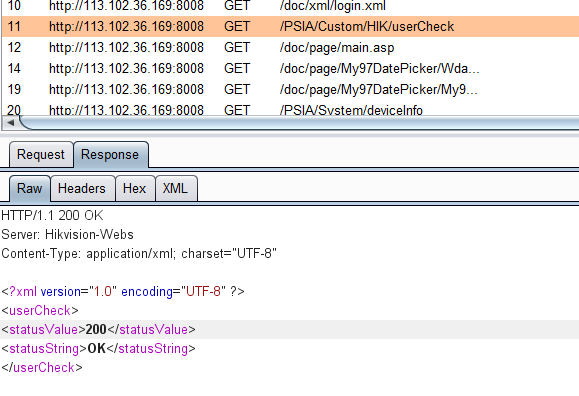 10 http://113.102.36.169:8008 GET /doc/xml/login.xml
11 http://113.102.36.169:8008 GET /PSIA/Custom/HIK/userCheck
12 http://113.102.36.169:8008 GET /doc/page/main.asp
14 http://113.102.36.169:8008 GET /doc/page/My97DatePicker/Wda...
19 http://113.102.36.169:8008 GET /doc/page/My97DatePicker/My9...
20 http://113.102.36.169:8008 GET /PSIA/System/deviceInfo
Request Response
Raw Headers Hex XML
HTTP/1.1 200 OK
Server: Hikvision-Webs
Content-Type: application/xml; charset="UTF-8"
<?xml version="1.0" encoding="UTF-8" ?>
<userCheck>
<statusValue>200</statusValue>
<statusString>OK</statusString>
</userCheck>